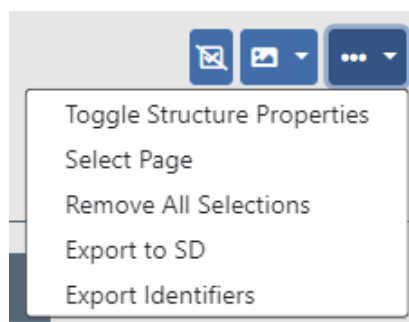 Toggle Structure Properties
Select Page
Remove All Selections
Export to SD
Export Identifiers